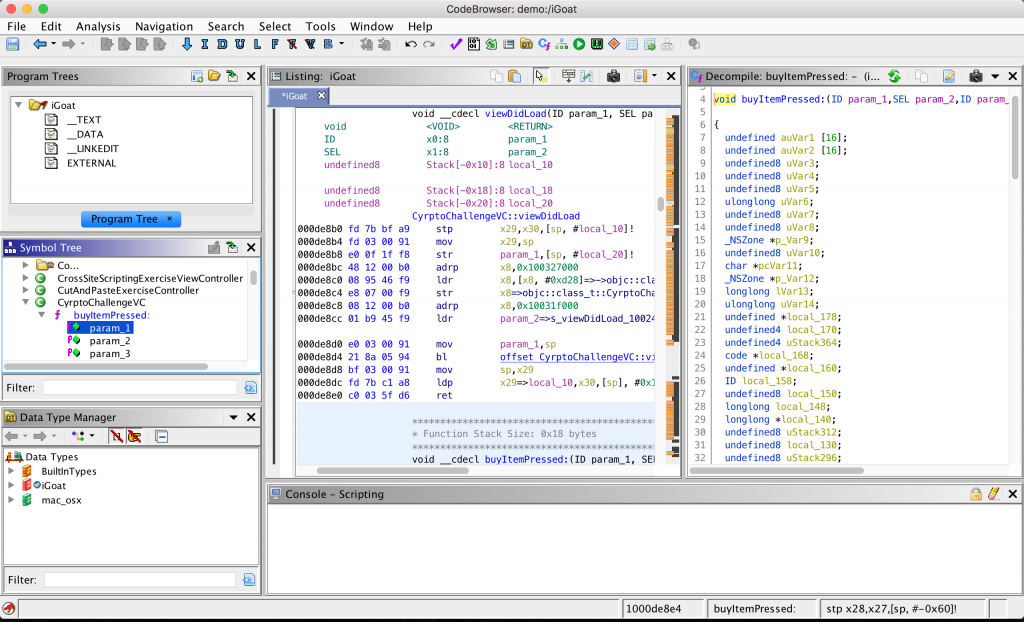 CodeBrowser: demo:/iGoat
File Edit Analysis Navigation Search Select Tools Window Help
I D U L F R V B
Program Trees
iGoat
__TEXT
__DATA
__LINKEDIT
EXTERNAL
Program Tree ×
Symbol Tree
Co...
CrossSiteScriptingExerciseViewController
CutAndPasteExerciseController
CyrptoChallengeVC
f buyItemPressed:
param_1
param_2
param_3
Filter:
Data Type Manager
Data Types
BuiltInTypes
iGoat
mac_osx
Filter:
Listing: iGoat
*iGoat
void __cdecl viewDidLoad(ID param_1, SEL pa
void <VOID> <RETURN>
ID x0:8 param_1
SEL x1:8 param_2
undefined8 Stack[-0x10]:8 local_10
undefined8 Stack[-0x18]:8 local_18
undefined8 Stack[-0x20]:8 local_20
CyrptoChallengeVC::viewDidLoad
000de8b0 fd 7b bf a9 stp x29,x30,[sp, #local_10]!
000de8b4 fd 03 00 91 mov x29,sp
000de8b8 e0 0f 1f f8 str param_1,[sp, #local_20]!
000de8bc 48 12 00 b0 adrp x8,0x100327000
000de8c0 08 95 46 f9 ldr x8,[x8, #0xd28]=>->objc::cla
000de8c4 e8 07 00 f9 str x8=>objc::class_t::CyrptoCha
000de8c8 08 12 00 b0 adrp x8,0x10031f000
000de8cc 01 b9 45 f9 ldr param_2=>s_viewDidLoad_10024
000de8d0 e0 03 00 91 mov param_1,sp
000de8d4 21 8a 05 94 bl offset CyrptoChallengeVC::vi
000de8d8 bf 03 00 91 mov sp,x29
000de8dc fd 7b c1 a8 ldp x29=>local_10,x30,[sp], #0x1
000de8e0 c0 03 5f d6 ret
* Function Stack Size: 0x18 bytes
void __cdecl buyItemPressed:(ID param_1, SEL
Decompile: buyItemPressed: - (i...
4 void buyItemPressed:(ID param_1,SEL param_2,ID param_
5
6 {
7 undefined auVar1 [16];
8 undefined auVar2 [16];
9 undefined8 uVar3;
10 undefined8 uVar4;
11 undefined8 uVar5;
12 ulonglong uVar6;
13 undefined8 uVar7;
14 undefined8 uVar8;
15 _NSZone *p_Var9;
16 undefined8 uVar10;
17 char *pcVar11;
18 _NSZone *p_Var12;
19 longlong lVar13;
20 ulonglong uVar14;
21 undefined *local_178;
22 undefined4 local_170;
23 undefined4 uStack364;
24 code *local_168;
25 undefined *local_160;
26 ID local_158;
27 undefined8 local_150;
28 longlong local_148;
29 longlong *local_140;
30 undefined8 uStack312;
31 undefined8 local_130;
32 undefined8 uStack296;
Console - Scripting
1000de8e4 buyItemPressed: stp x28,x27,[sp, #-0x60]!